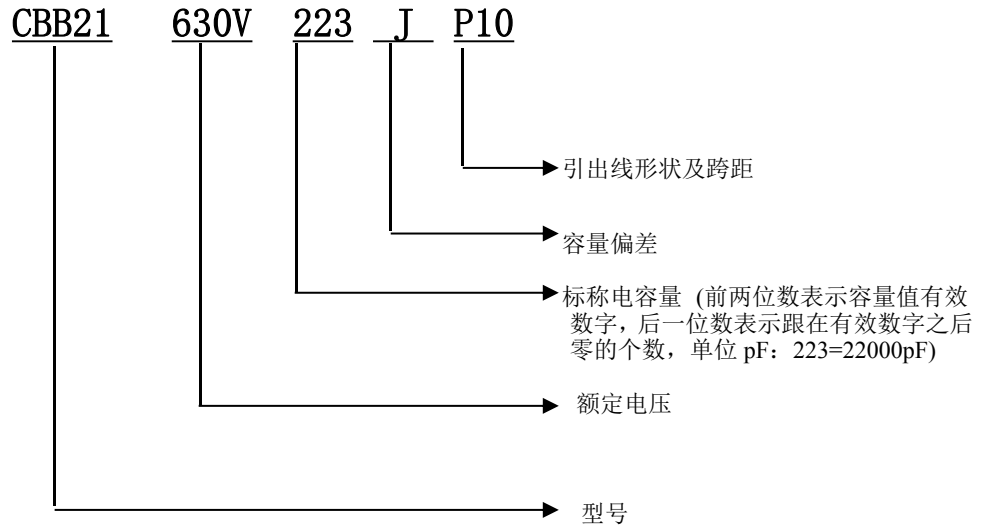 CBB21 630V 223 J P10
引出线形状及跨距
容量偏差
标称电容量 (前两位数表示容量值有效
数字，后一位数表示跟在有效数字之后
零的个数，单位 pF：223=22000pF)
额定电压
型号